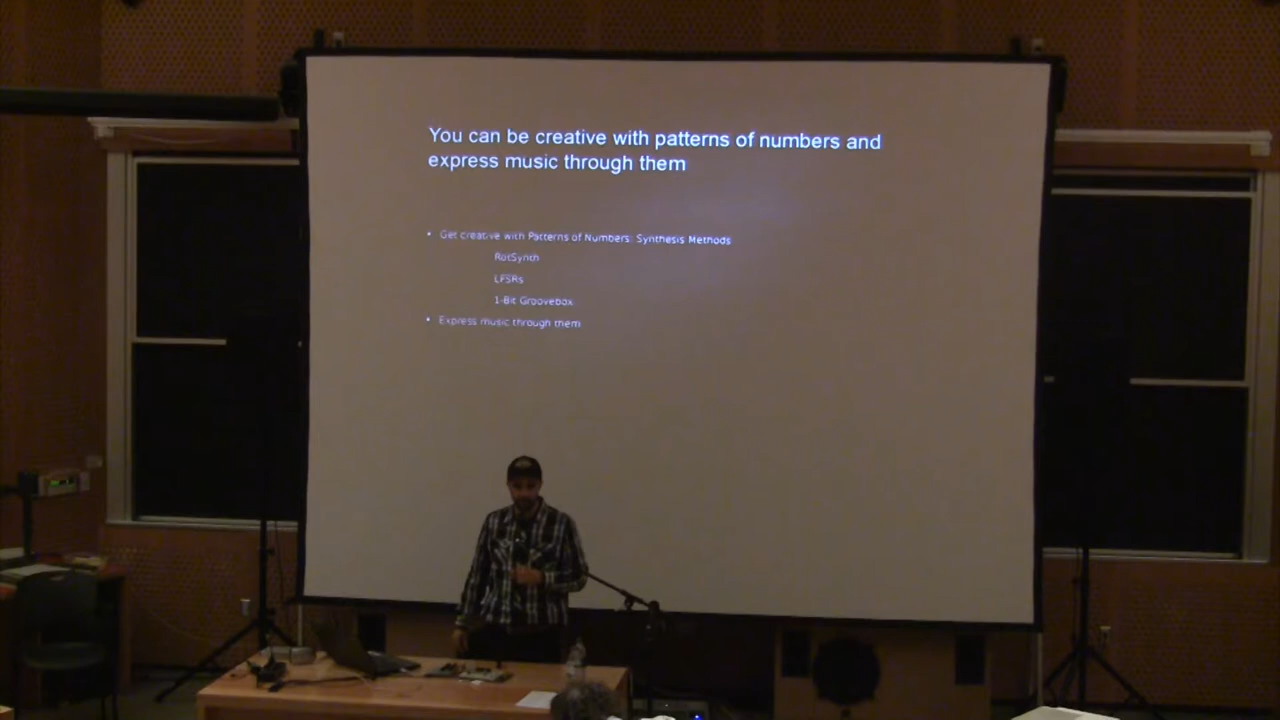 You can be creative with patterns of numbers and
express music through them
• Get creative with Patterns of Numbers: Synthesis Methods
RotSynth
LFSRs
1-Bit Groovebox
• Express music through them